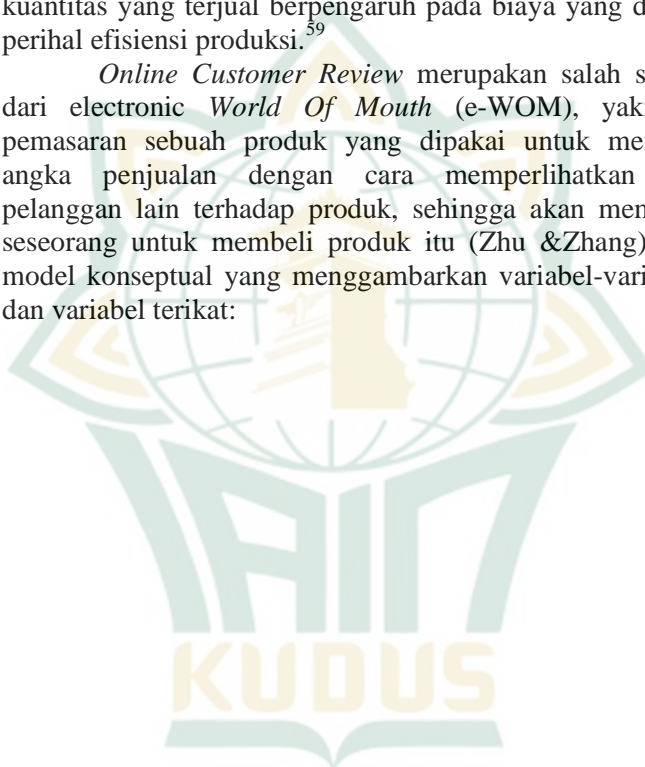 kuantitas yang terjual berpengaruh pada biaya yang d
perihal efisiensi produksi.59
Online Customer Review merupakan salah s
dari electronic World Of Mouth (e-WOM), yak
pemasaran sebuah produk yang dipakai untuk me
angka penjualan dengan cara memperlihatkan
pelanggan lain terhadap produk, sehingga akan men
seseorang untuk membeli produk itu (Zhu &Zhang)
model konseptual yang menggambarkan variabel-vari
dan variabel terikat:
IAIN
KUDUS